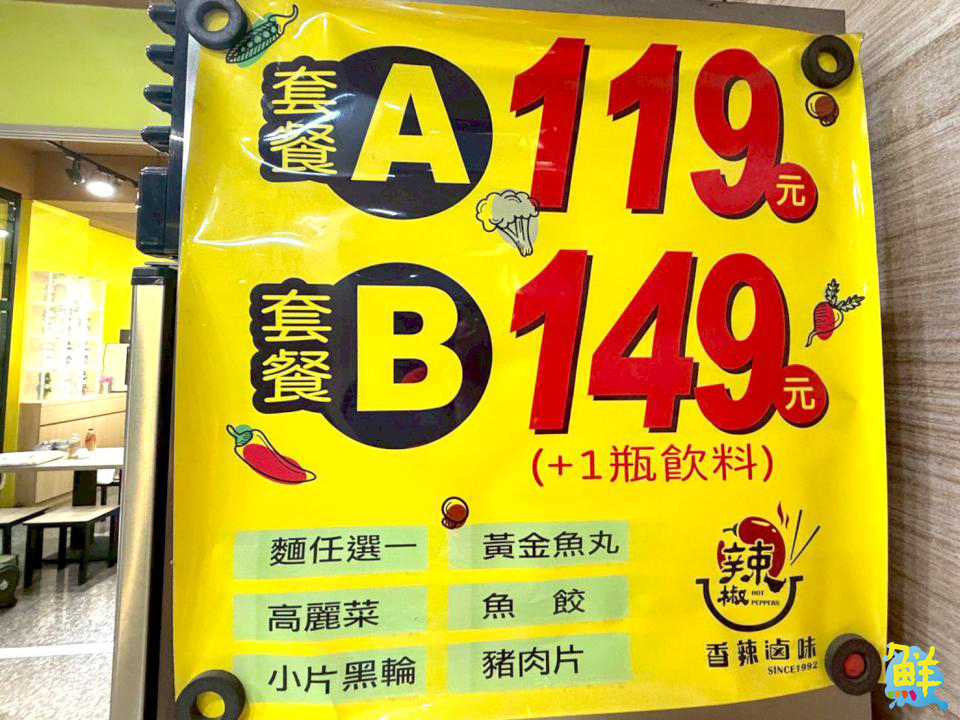 套餐 A 119元
套餐 B 149元
(+1瓶飲料)
麵任選一
黃金魚丸
高麗菜
魚 餃
小片黑輪
豬肉片
辣椒
HOT
PEPPERS
香辣滷味
SINCE1992
鮮